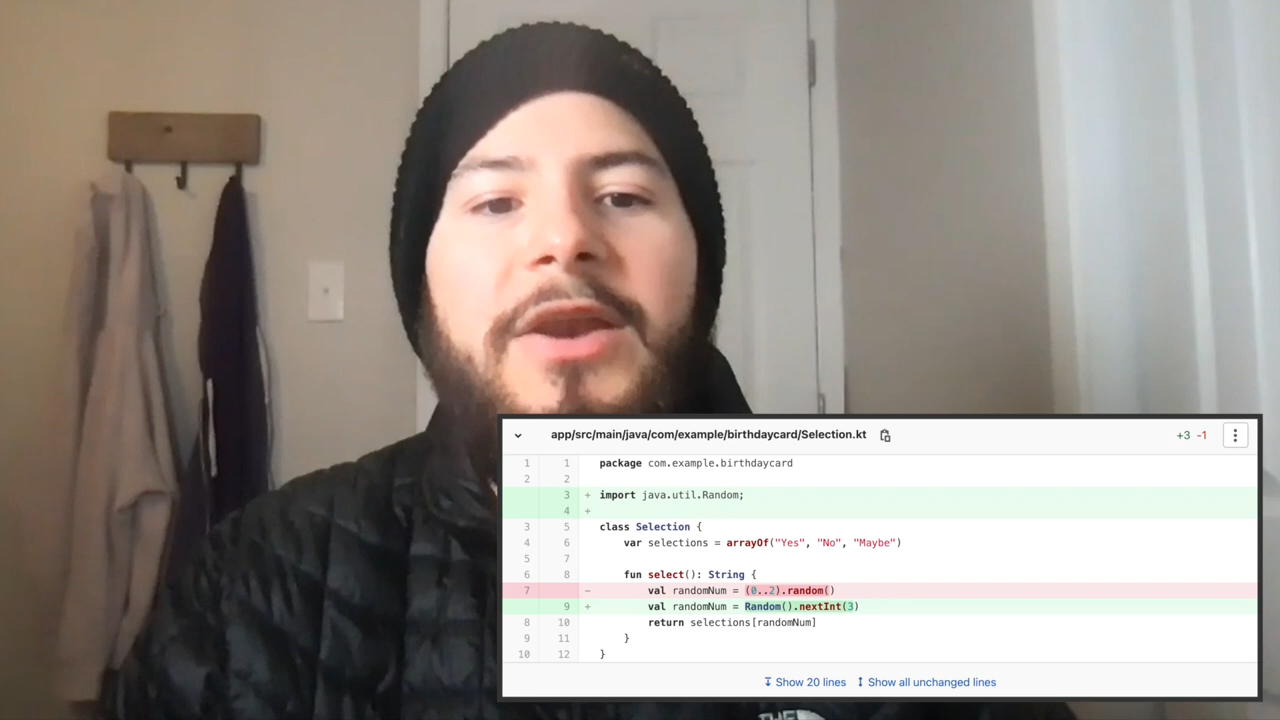 app/src/main/java/com/example/birthdaycard/Selection.kt +3 -1
1 1 package com.example.birthdaycard
2 2
3 + import java.util.Random;
4 +
3 5 class Selection {
4 6 var selections = arrayOf("Yes", "No", "Maybe")
5 7
6 8 fun select(): String {
7 - val randomNum = (0..2).random()
9 + val randomNum = Random().nextInt(3)
8 10 return selections[randomNum]
9 11 }
10 12 }
Show 20 lines Show all unchanged lines
THE